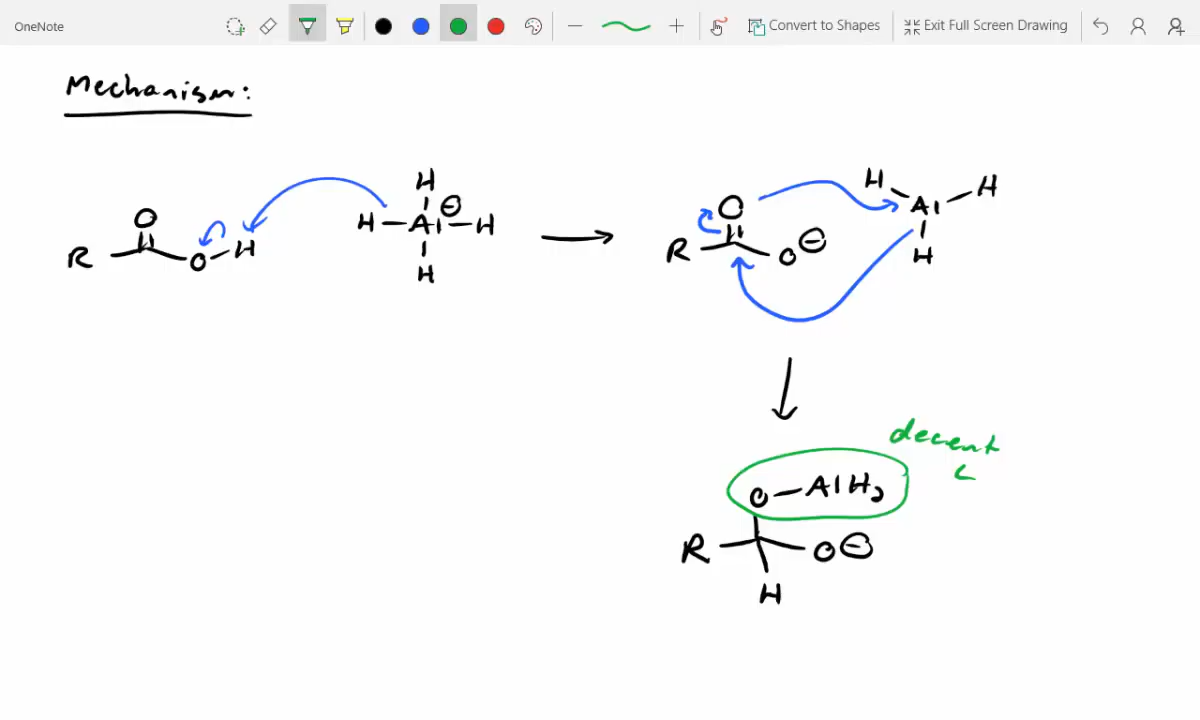 OneNote
Convert to Shapes
Exit Full Screen Drawing
Mechanism:
H
H
H
O
⊖
O
Al
H
H—Al—H
H
R
O—H
R
O⊖
H
H
decent
O—AlH₂
R
O⊖
H